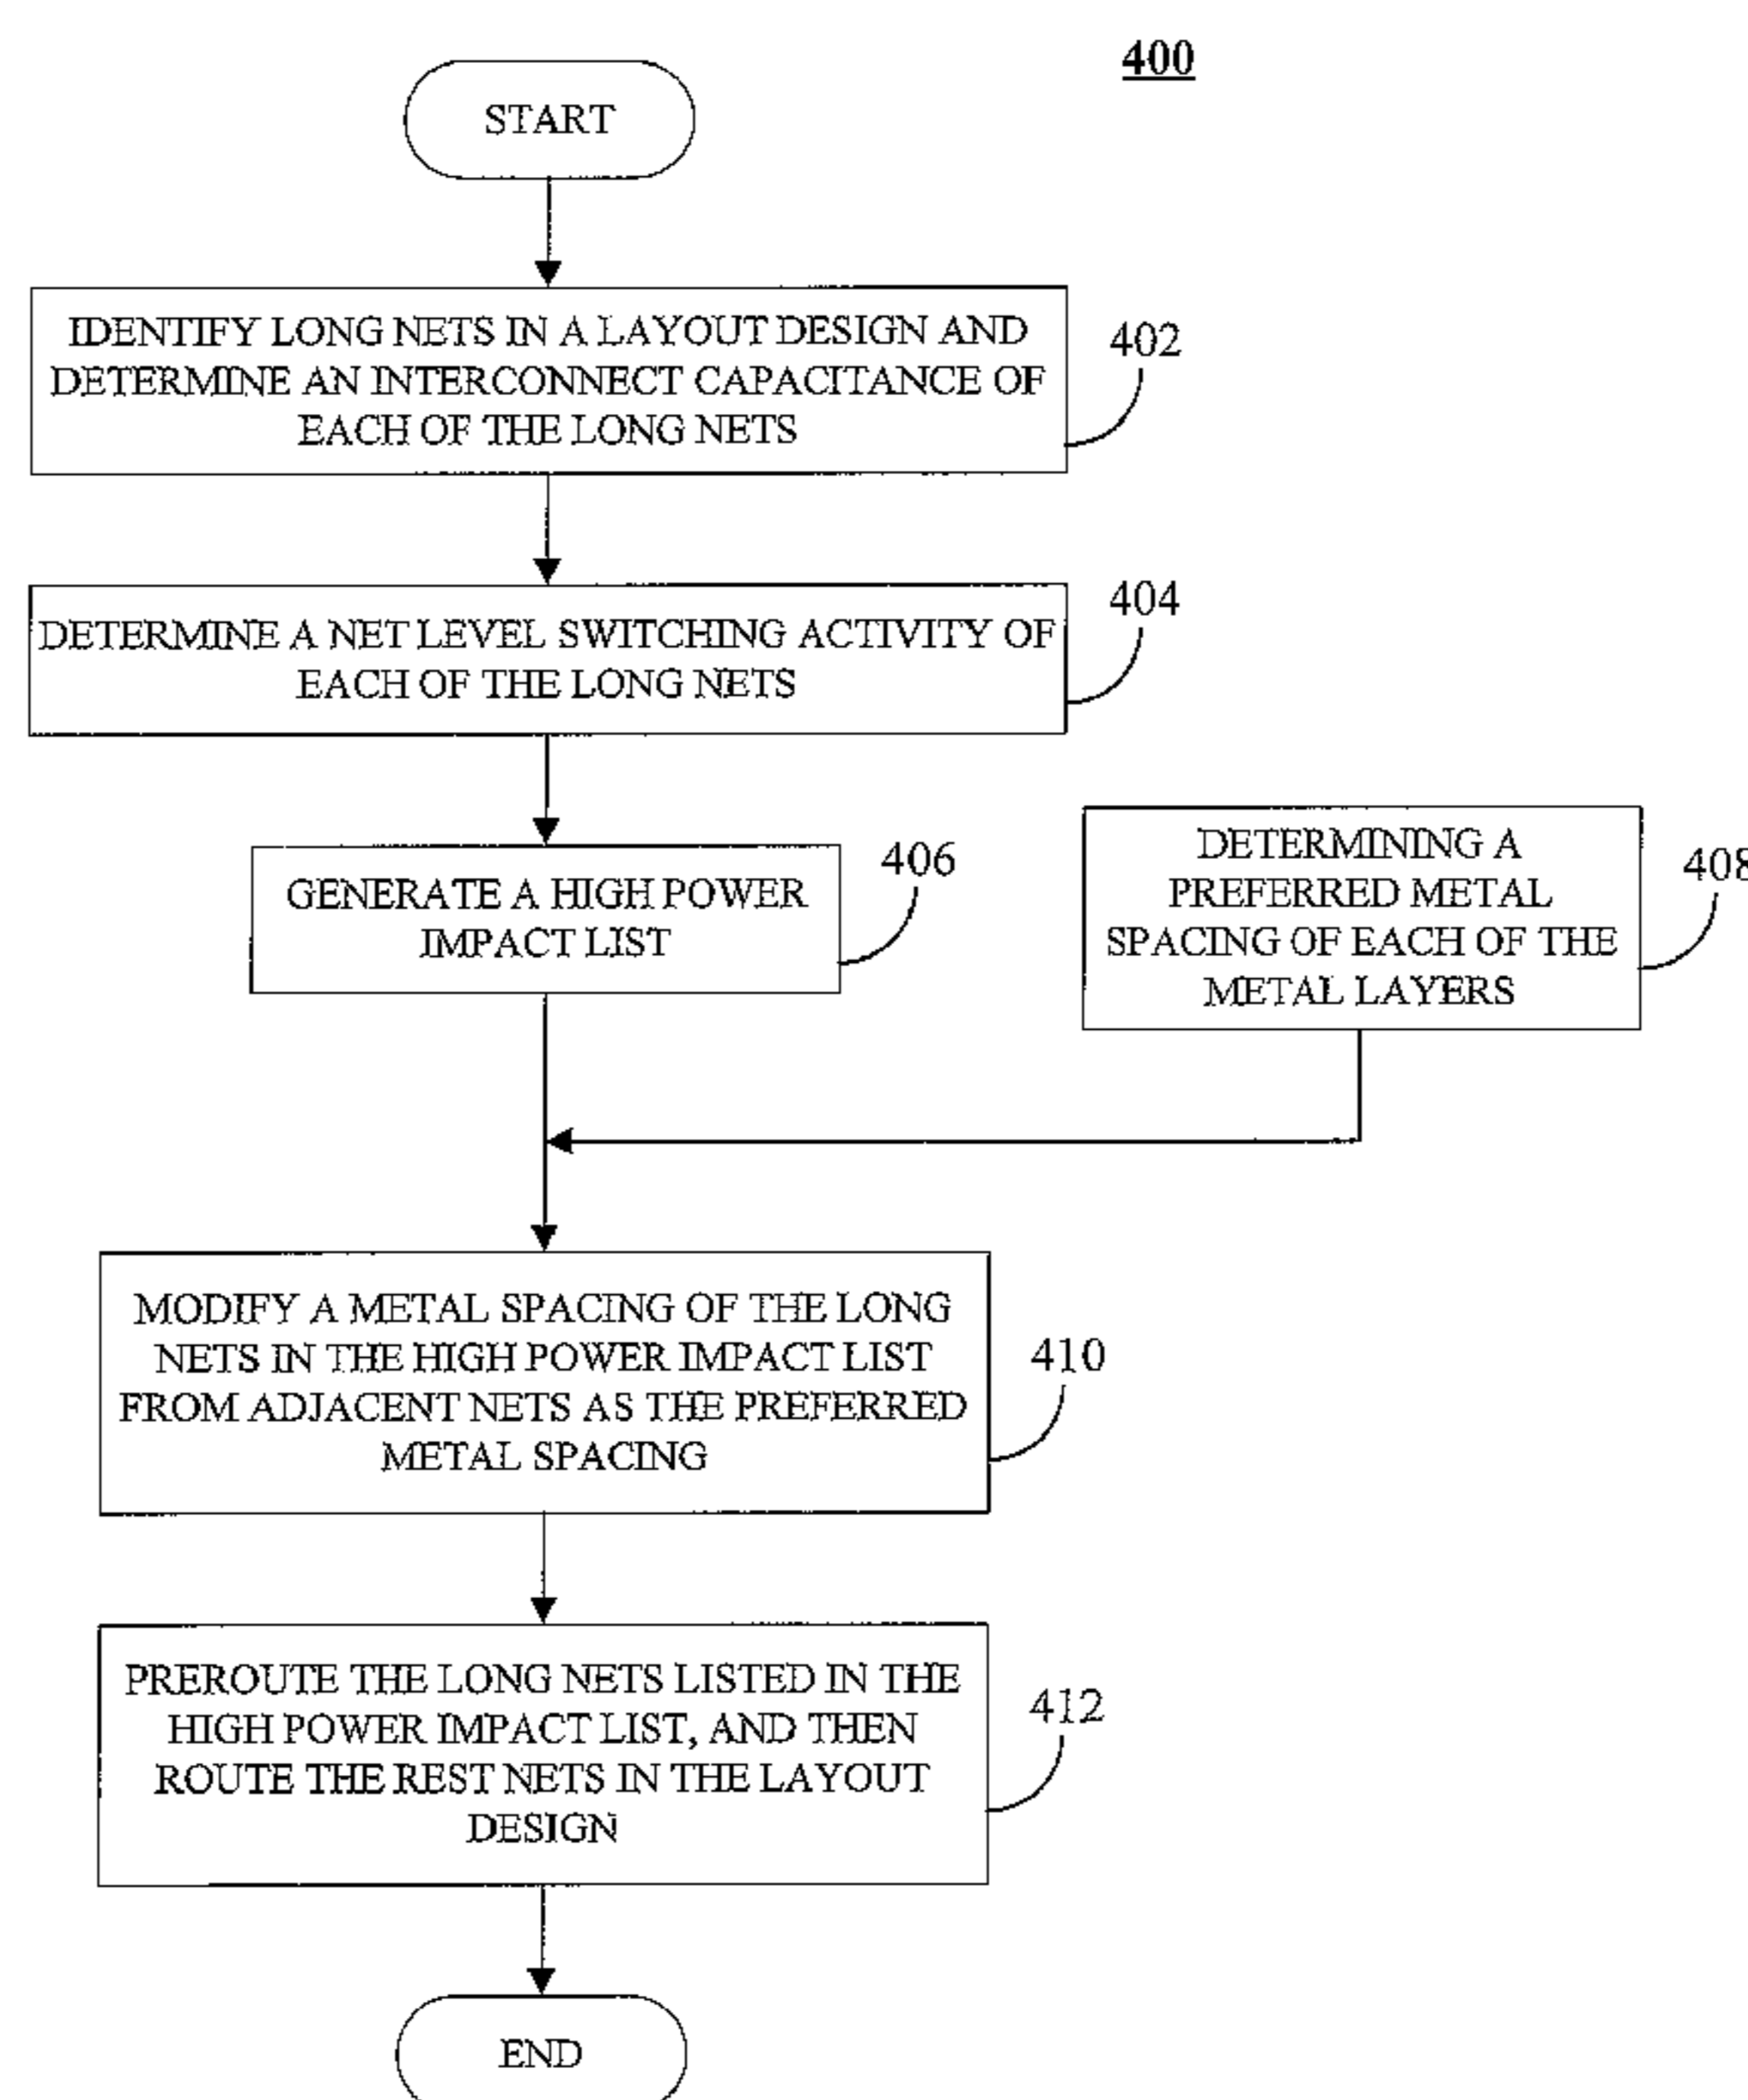 400
START
IDENTIFY LONG NETS IN A LAYOUT DESIGN AND
DETERMINE AN INTERCONNECT CAPACITANCE OF
EACH OF THE LONG NETS
402
DETERMINE A NET LEVEL SWITCHING ACTIVITY OF
EACH OF THE LONG NETS
404
GENERATE A HIGH POWER
IMPACT LIST
406
DETERMINING A
PREFERRED METAL
SPACING OF EACH OF THE
METAL LAYERS
408
MODIFY A METAL SPACING OF THE LONG
NETS IN THE HIGH POWER IMPACT LIST
FROM ADJACENT NETS AS THE PREFERRED
METAL SPACING
410
PREROUTE THE LONG NETS LISTED IN THE
HIGH POWER IMPACT LIST, AND THEN
ROUTE THE REST NETS IN THE LAYOUT
DESIGN
412
END